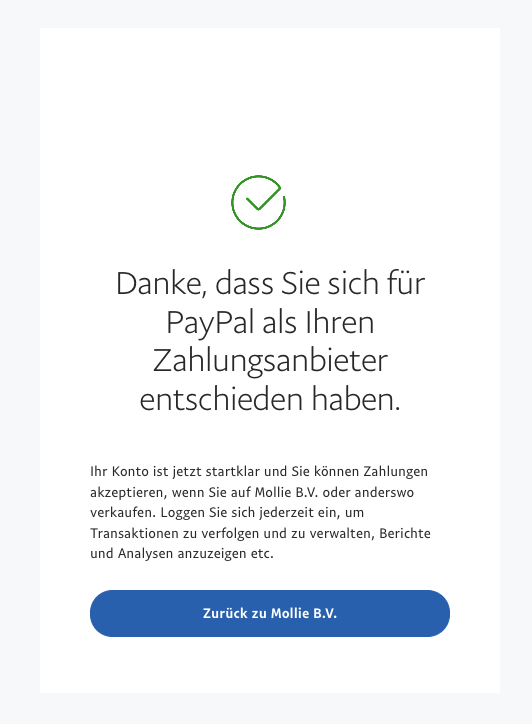 Danke, dass Sie sich für
PayPal als Ihren
Zahlungsanbieter
entschieden haben.
Ihr Konto ist jetzt startklar und Sie können Zahlungen
akzeptieren, wenn Sie auf Mollie B.V. oder anderswo
verkaufen. Loggen Sie sich jederzeit ein, um
Transaktionen zu verfolgen und zu verwalten, Berichte
und Analysen anzuzeigen etc.
Zurück zu Mollie B.V.